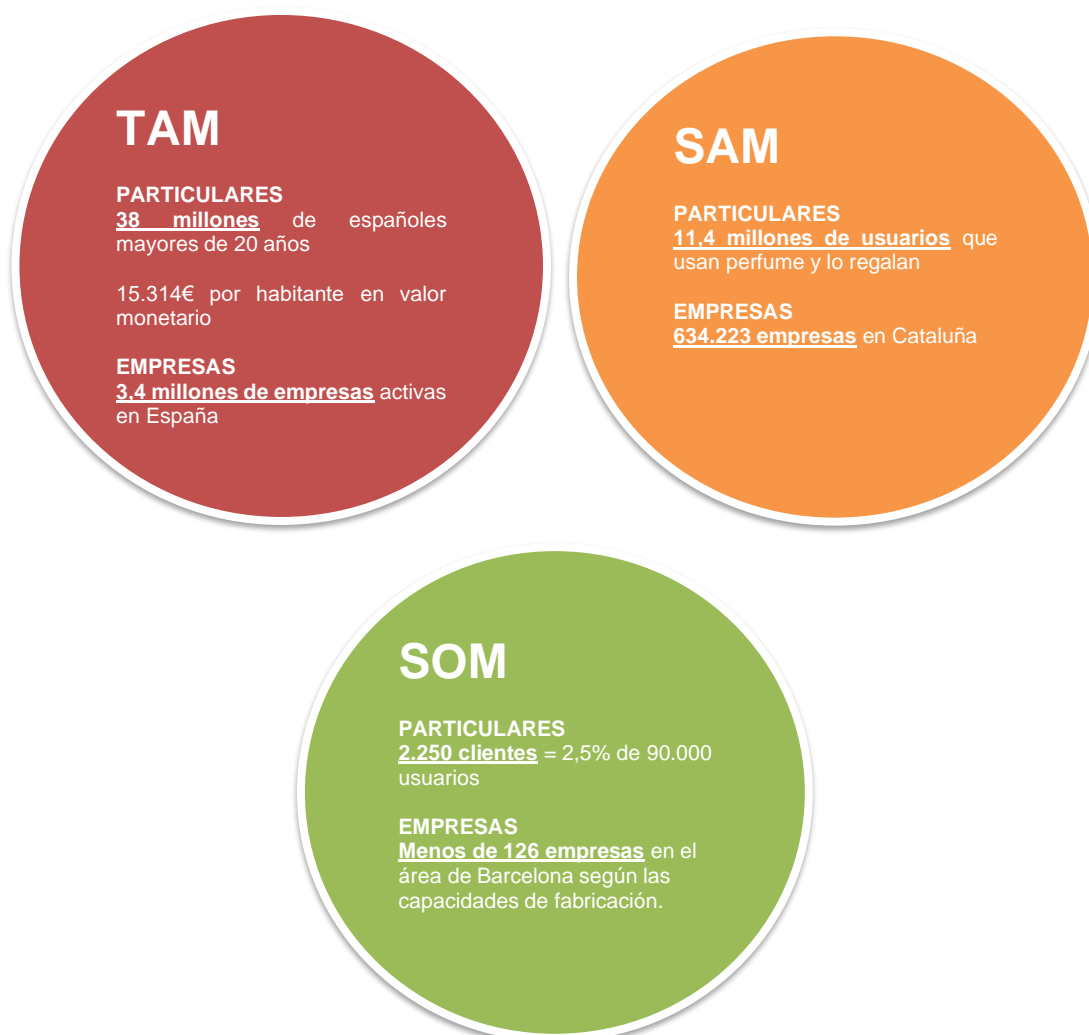 TAM
PARTICULARES
38 millones de españoles
mayores de 20 años
15.314€ por habitante en valor
monetario
EMPRESAS
3,4 millones de empresas activas
en España
SAM
PARTICULARES
11,4 millones de usuarios que
usan perfume y lo regalan
EMPRESAS
634.223 empresas en Cataluña
SOM
PARTICULARES
2.250 clientes = 2,5% de 90.000
usuarios
EMPRESAS
Menos de 126 empresas en el
área de Barcelona según las
capacidades de fabricación.